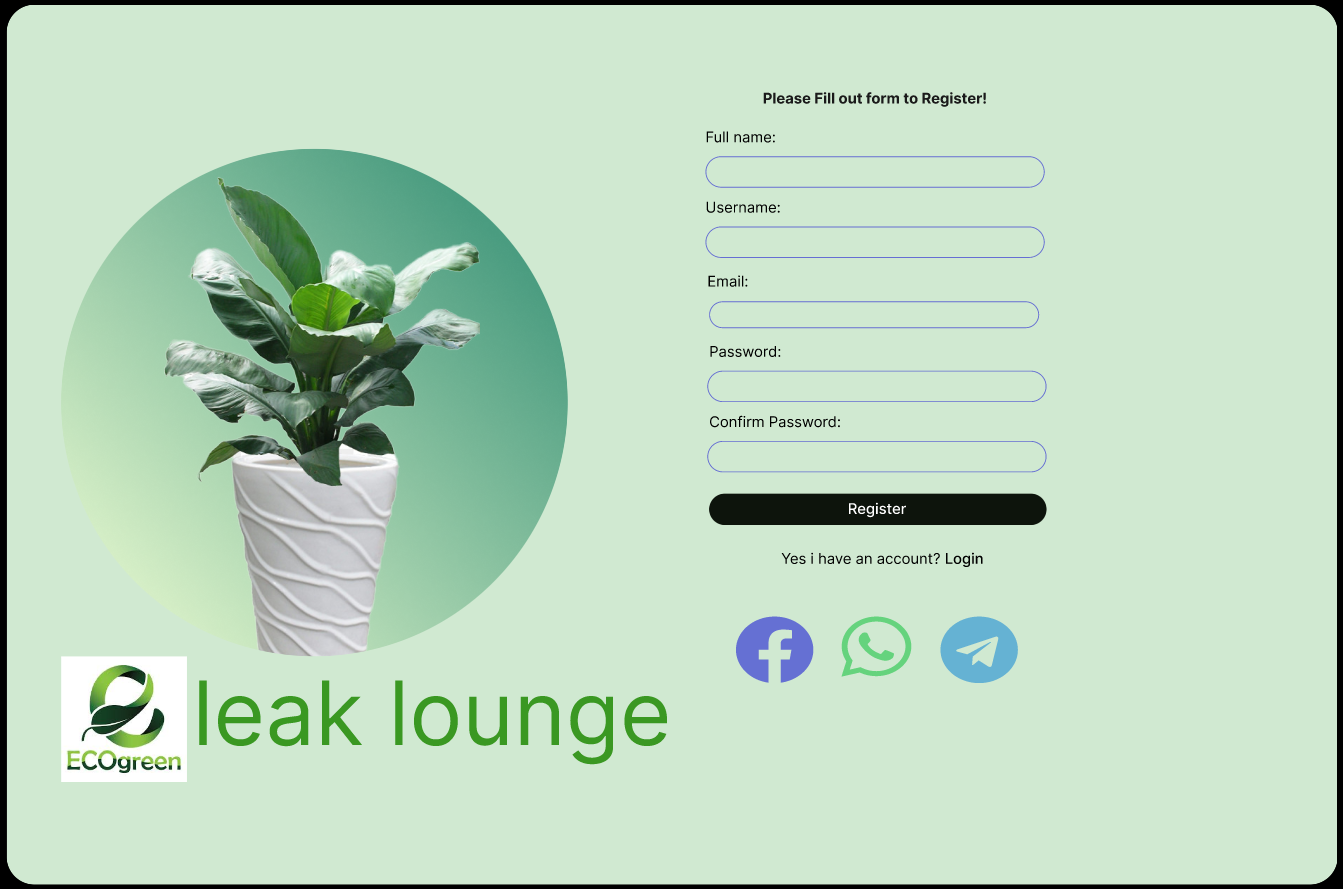 Please Fill out form to Register!
Full name:
Username:
Email:
Password:
Confirm Password:
Register
Yes i have an account? Login
ECOgreen
leak lounge